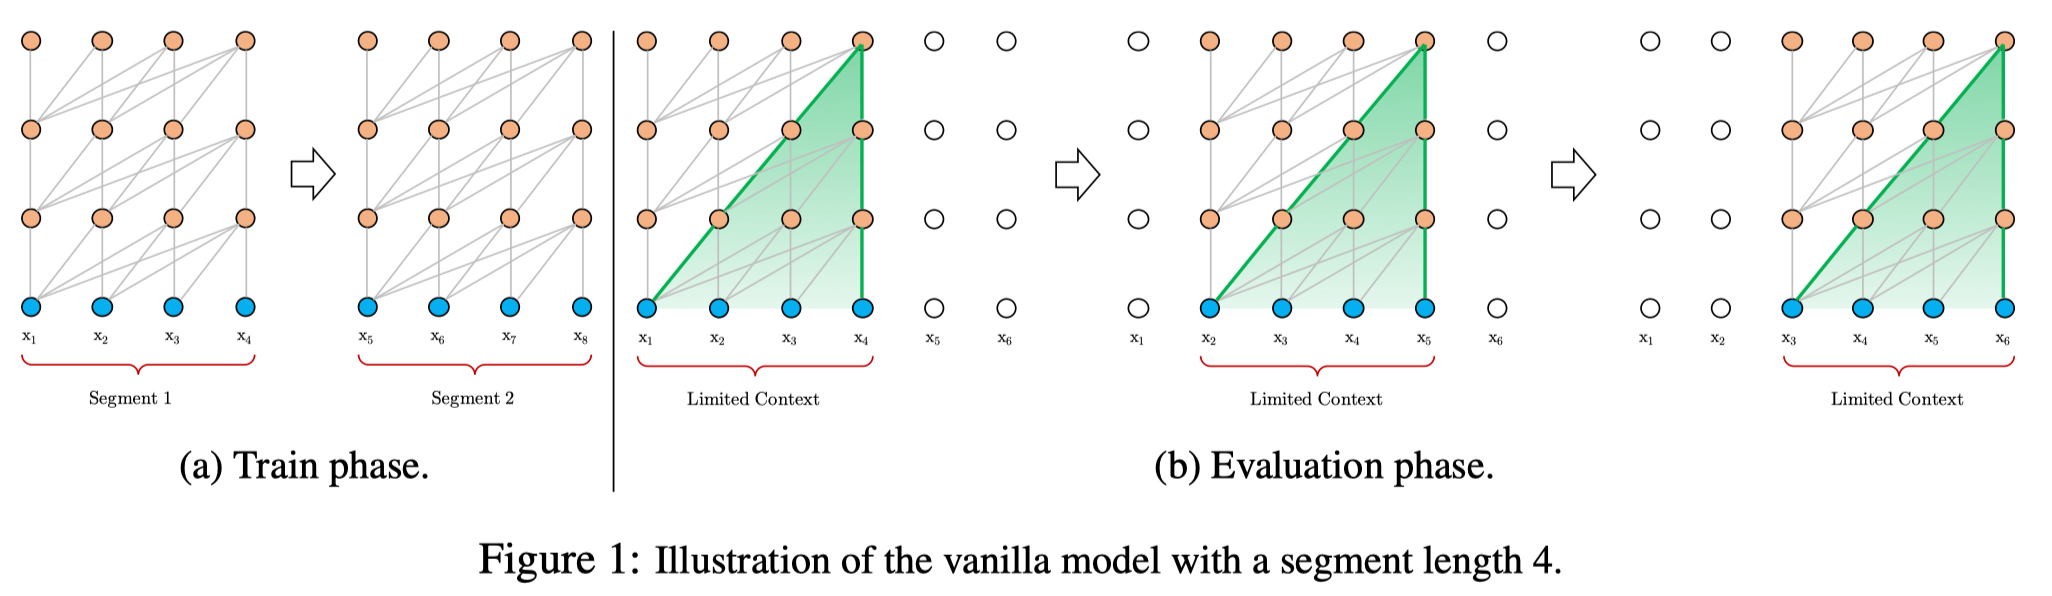 x₁ x₂ x₃ x₄ x₅ x₆ x₇ x₈ x₁ x₂ x₃ x₄ x₅ x₆ x₁ x₂ x₃ x₄ x₅ x₆ x₁ x₂ x₃ x₄ x₅ x₆
Segment 1 Segment 2 Limited Context Limited Context Limited Context
(a) Train phase. (b) Evaluation phase.
Figure 1: Illustration of the vanilla model with a segment length 4.